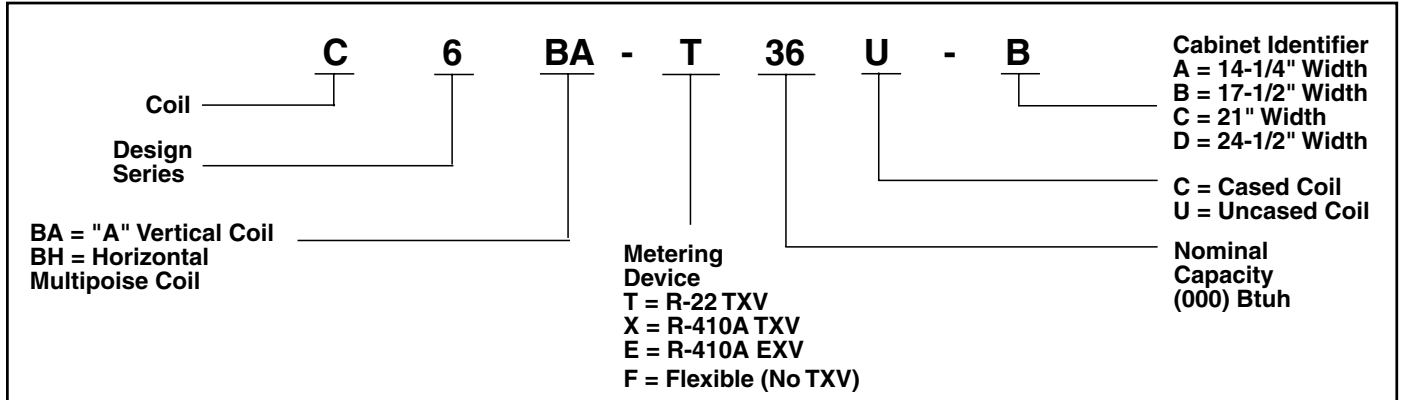 C 6 BA - T 36 U - B
Coil
Design
Series
BA = "A" Vertical Coil
BH = Horizontal
Multipoise Coil
Metering
Device
T = R-22 TXV
X = R-410A TXV
E = R-410A EXV
F = Flexible (No TXV)
Cabinet Identifier
A = 14-1/4" Width
B = 17-1/2" Width
C = 21" Width
D = 24-1/2" Width
C = Cased Coil
U = Uncased Coil
Nominal
Capacity
(000) Btuh